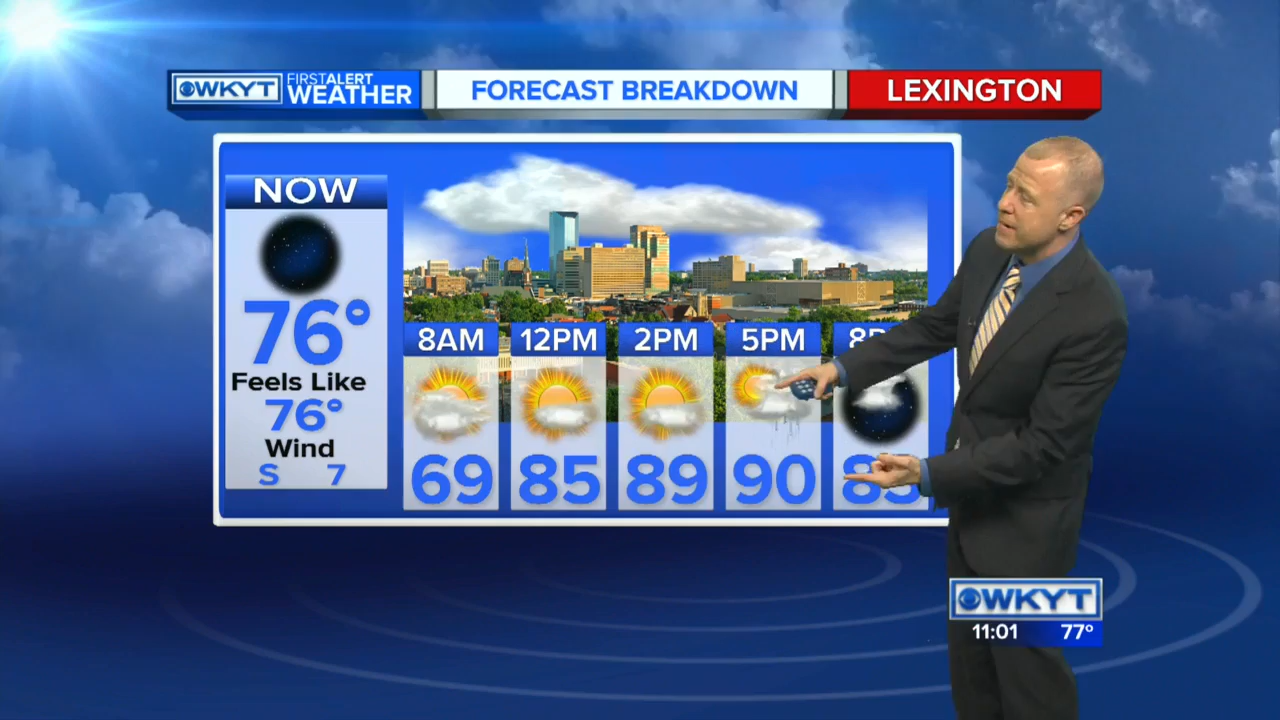 WKYT FIRST ALERT WEATHER
FORECAST BREAKDOWN
LEXINGTON
NOW
76°
Feels Like
76°
Wind
S 7
8AM 12PM 2PM 5PM
69 85 89 90
WKYT
11:01 77°